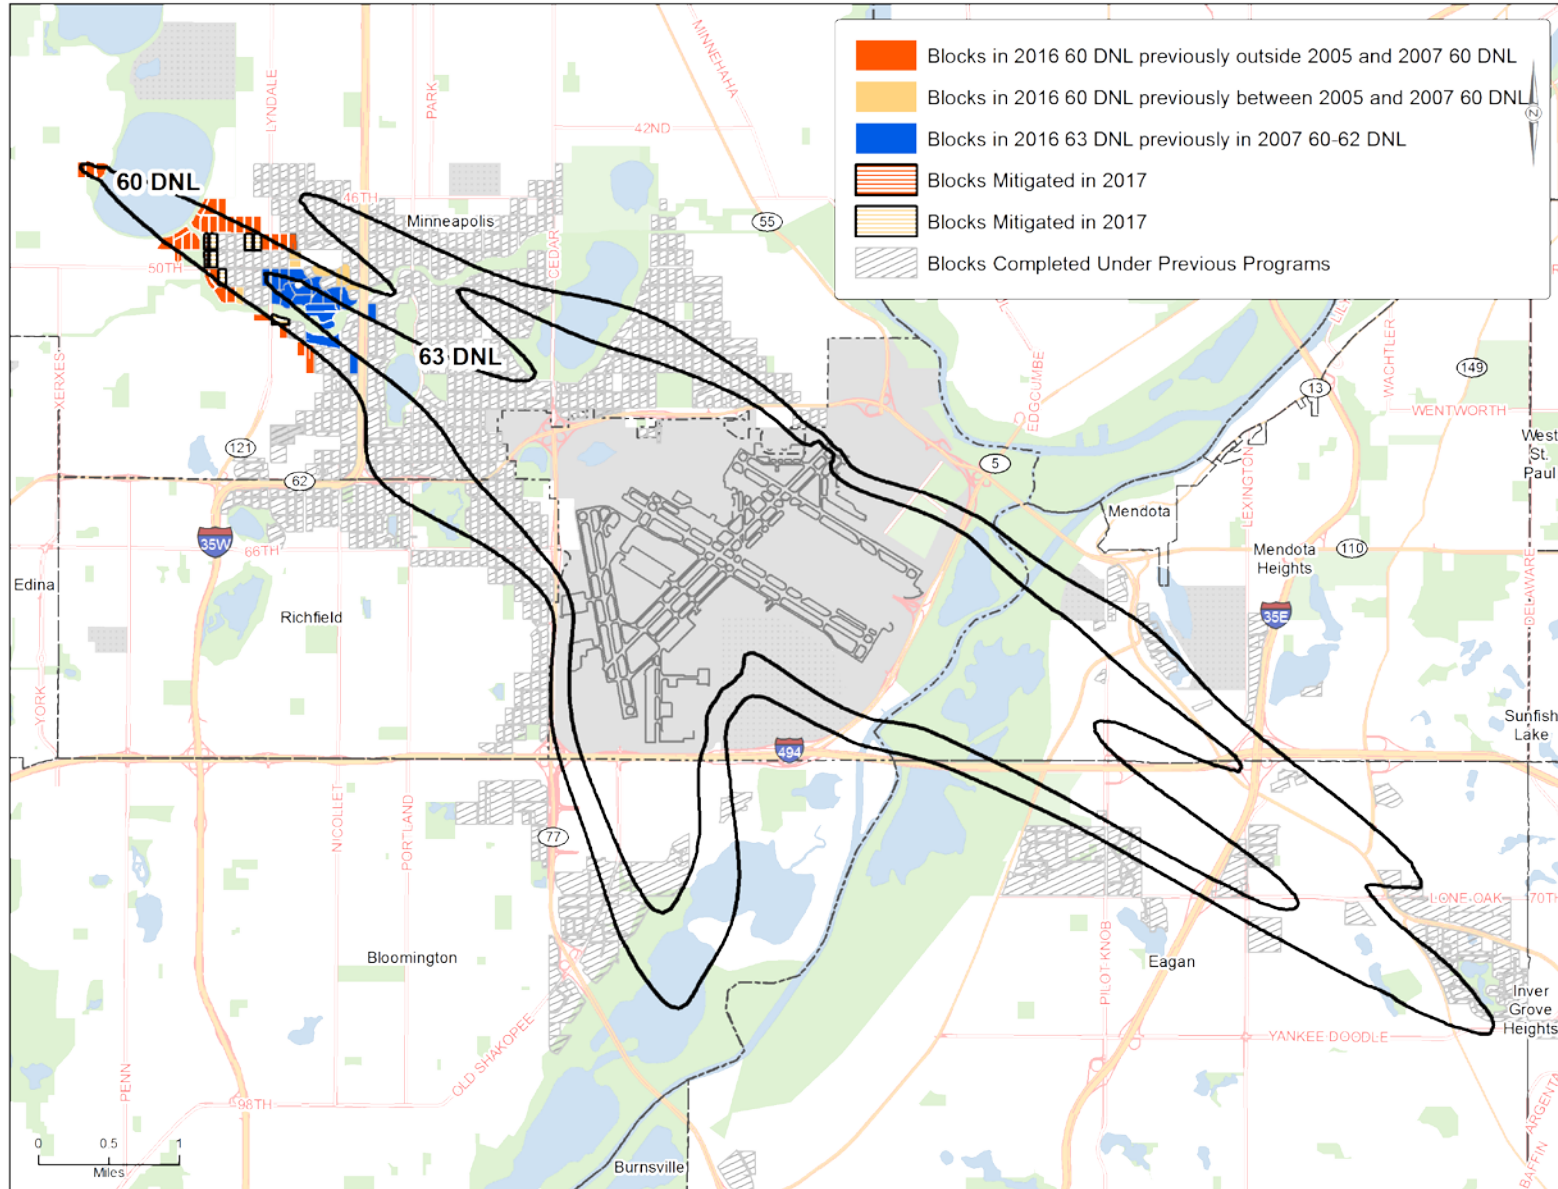 Blocks in 2016 60 DNL previously outside 2005 and 2007 60 DNL
Blocks in 2016 60 DNL previously between 2005 and 2007 60 DNL
Blocks in 2016 63 DNL previously in 2007 60-62 DNL
Blocks Mitigated in 2017
Blocks Mitigated in 2017
Blocks Completed Under Previous Programs
N
MINNEHAHA
LYNDALE
PARK
42ND
60 DNL
46TH
Minneapolis
55
CEDAR
50TH
63 DNL
XERXES
EDGCUMBE
WACHTLER
149
13
WENTWORTH
121
62
5
West
St.
Paul
LEXINGTON
Mendota
35W
66TH
Mendota
Heights
110
Edina
Richfield
35E
DELAWARE
YORK
Sunfish
Lake
494
NICOLLET
PORTLAND
77
LONE OAK
70TH
Bloomington
PILOT KNOB
Eagan
Inver
Grove
Heights
YANKEE DOODLE
OLD SHAKOPEE
PENN
98TH
ARGENTA
BAFFIN
0 0.5 1
Miles
Burnsville